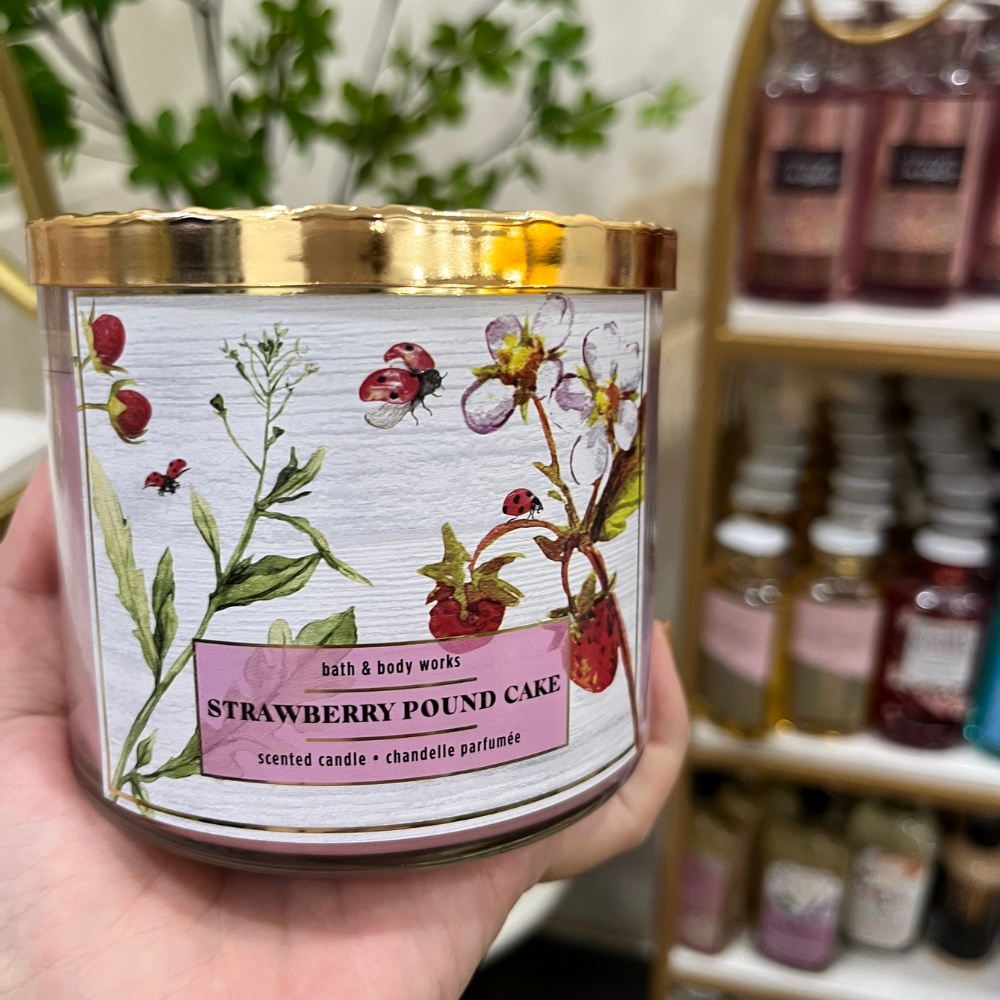 bath & body works
STRAWBERRY POUND CAKE
scented candle • chandelle parfumée